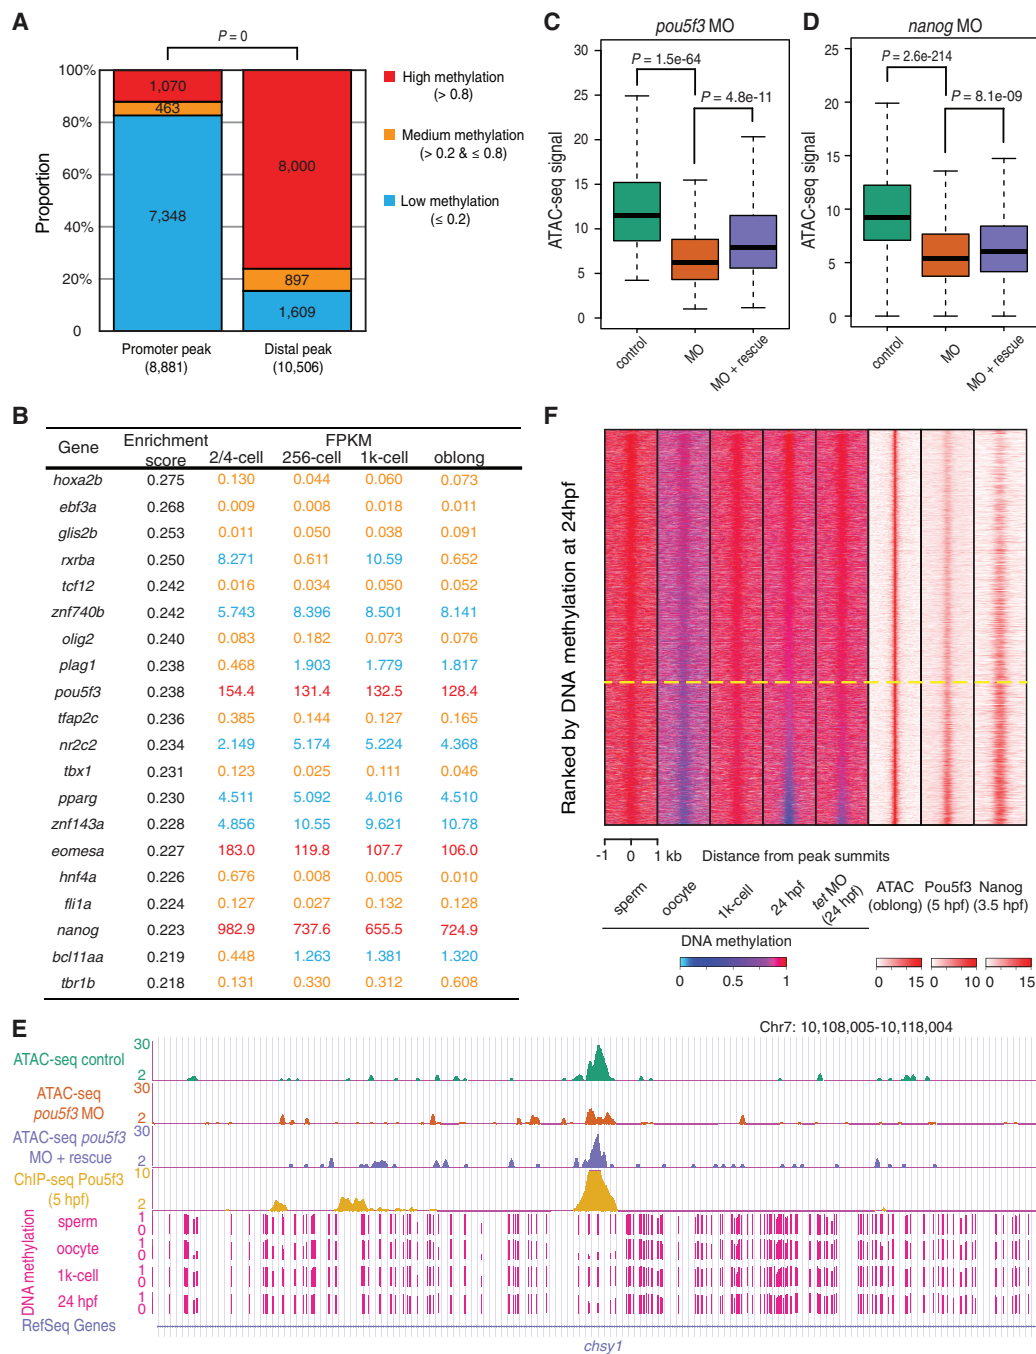 A
P = 0
100%
80%
60%
40%
20%
0
Proportion
1,070
463
7,348
8,000
897
1,609
Promoter peak
(8,881)
Distal peak
(10,506)
High methylation
(> 0.8)
Medium methylation
(> 0.2 & ≤ 0.8)
Low methylation
(≤ 0.2)
C
pou5f3 MO
P = 1.5e-64
P = 4.8e-11
ATAC-seq signal
30
25
20
15
10
5
0
control
MO
MO + rescue
D
nanog MO
P = 2.6e-214
P = 8.1e-09
ATAC-seq signal
25
20
15
10
5
0
control
MO
MO + rescue
B
Gene Enrichment score FPKM
2/4-cell 256-cell 1k-cell oblong
hoxa2b 0.275 0.130 0.044 0.060 0.073
ebf3a 0.268 0.009 0.008 0.018 0.011
glis2b 0.253 0.011 0.050 0.038 0.091
rxrba 0.250 8.271 0.611 10.59 0.652
tcf12 0.242 0.016 0.034 0.050 0.052
znf740b 0.242 5.743 8.396 8.501 8.141
olig2 0.240 0.083 0.182 0.073 0.076
plag1 0.238 0.468 1.903 1.779 1.817
pou5f3 0.238 154.4 131.4 132.5 128.4
tfap2c 0.236 0.385 0.144 0.127 0.165
nr2c2 0.234 2.149 5.174 5.224 4.368
tbx1 0.231 0.123 0.025 0.111 0.046
pparg 0.230 4.511 5.092 4.016 4.510
znf143a 0.228 4.856 10.55 9.621 10.78
eomesa 0.227 183.0 119.8 107.7 106.0
hnf4a 0.226 0.676 0.008 0.005 0.010
fli1a 0.224 0.127 0.027 0.132 0.128
nanog 0.223 982.9 737.6 655.5 724.9
bcl11aa 0.219 0.448 1.263 1.381 1.320
tbr1b 0.218 0.131 0.330 0.312 0.608
F
Ranked by DNA methylation at 24hpf
-1 0 1 kb Distance from peak summits
sperm
oocyte
1k-cell
24 hpf
tet MO
(24 hpf)
ATAC
(oblong)
Pou5f3
(5 hpf)
Nanog
(3.5 hpf)
DNA methylation
0 0.5 1
0 15
0 10
0 15
E
Chr7: 10,108,005-10,118,004
ATAC-seq control
30
2
ATAC-seq
pou5f3 MO
30
2
ATAC-seq pou5f3
MO + rescue
30
2
ChIP-seq Pou5f3
(5 hpf)
10
2
DNA methylation
sperm
1
0
oocyte
1
0
1k-cell
1
0
24 hpf
1
0
RefSeq Genes
chsy1